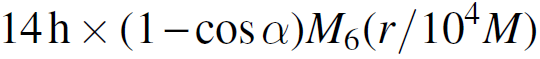 14 h × (1−cos α)M₆(r/10⁴M)